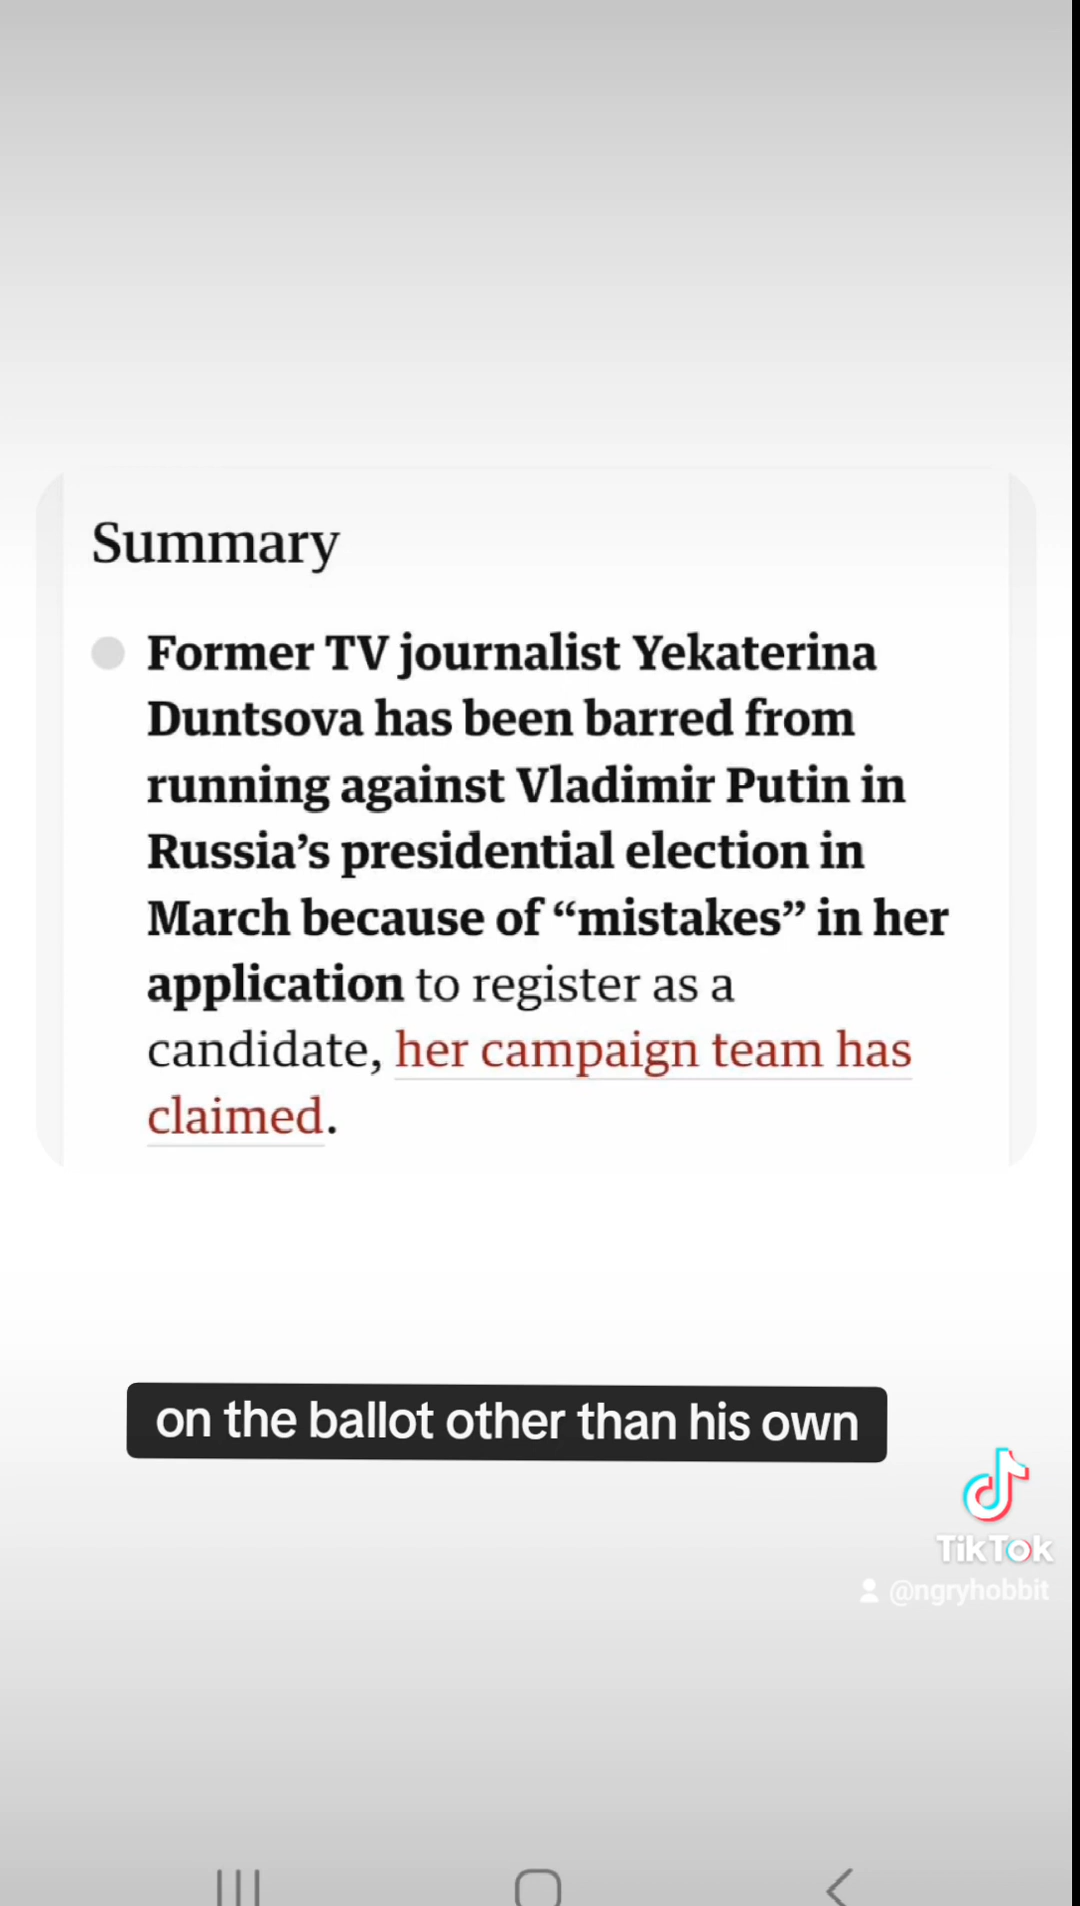 Summary
Former TV journalist Yekaterina
Duntsova has been barred from
running against Vladimir Putin in
Russia’s presidential election in
March because of “mistakes” in her
application to register as a
candidate, her campaign team has
claimed.
on the ballot other than his own
TikTok
@ngryhobbit